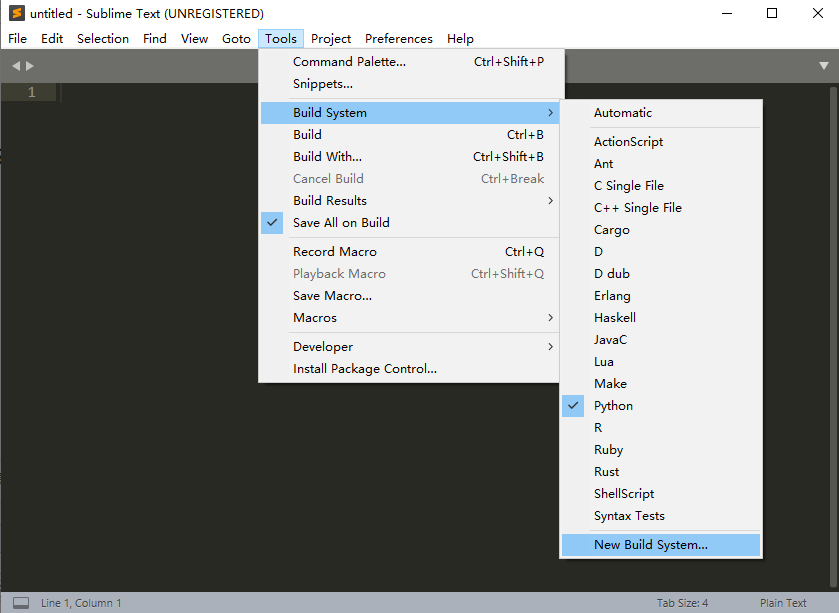 untitled - Sublime Text (UNREGISTERED)
File Edit Selection Find View Goto Tools Project Preferences Help
Command Palette... Ctrl+Shift+P
Snippets...
1
Build System
Build Ctrl+B
Build With... Ctrl+Shift+B
Cancel Build Ctrl+Break
Build Results
Save All on Build
Record Macro Ctrl+Q
Playback Macro Ctrl+Shift+Q
Save Macro...
Macros
Developer
Install Package Control...
Automatic
ActionScript
Ant
C Single File
C++ Single File
Cargo
D
D dub
Erlang
Haskell
JavaC
Lua
Make
Python
R
Ruby
Rust
ShellScript
Syntax Tests
New Build System...
Line 1, Column 1 Tab Size: 4 Plain Text